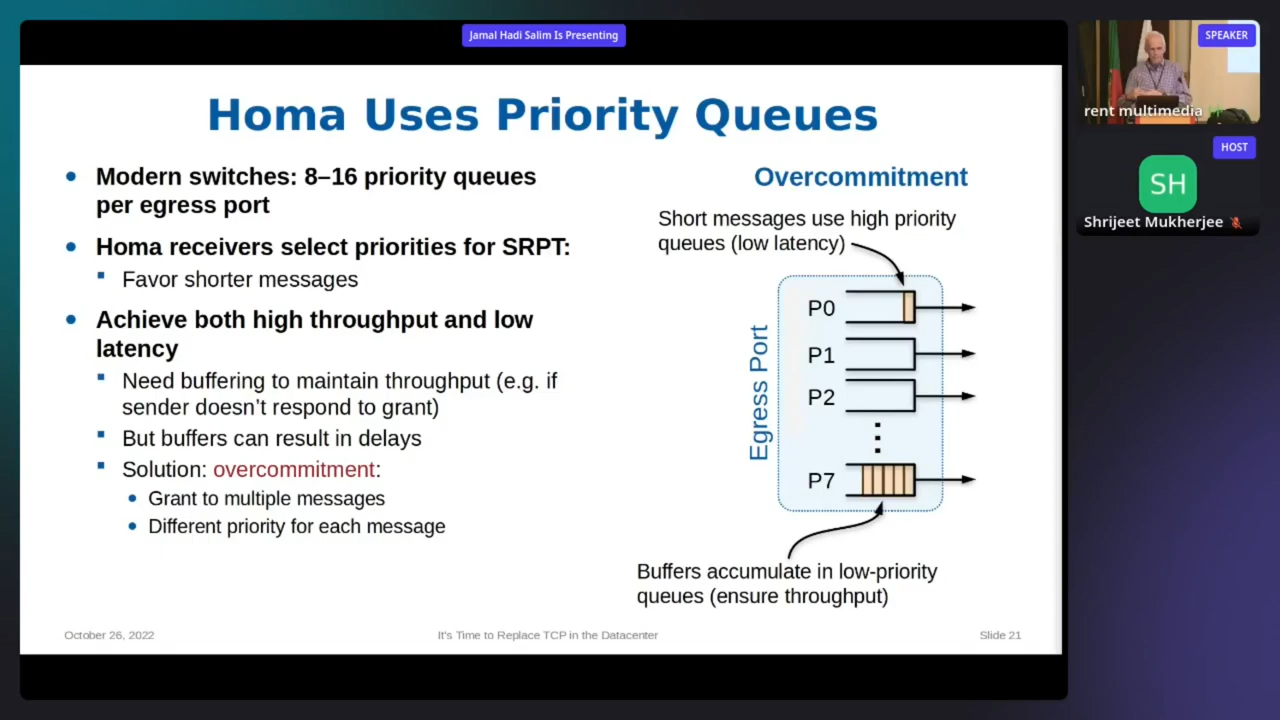 Jamal Hadi Salim Is Presenting
SPEAKER
rent multimedia
HOST
SH
Shrijeet Mukherjee
Homa Uses Priority Queues
• Modern switches: 8–16 priority queues
per egress port
• Homa receivers select priorities for SRPT:
▪ Favor shorter messages
• Achieve both high throughput and low
latency
▪ Need buffering to maintain throughput (e.g. if
sender doesn’t respond to grant)
▪ But buffers can result in delays
▪ Solution: overcommitment:
• Grant to multiple messages
• Different priority for each message
Overcommitment
Short messages use high priority
queues (low latency)
Egress Port
P0
P1
P2
P7
Buffers accumulate in low-priority
queues (ensure throughput)
October 26, 2022
It's Time to Replace TCP in the Datacenter
Slide 21